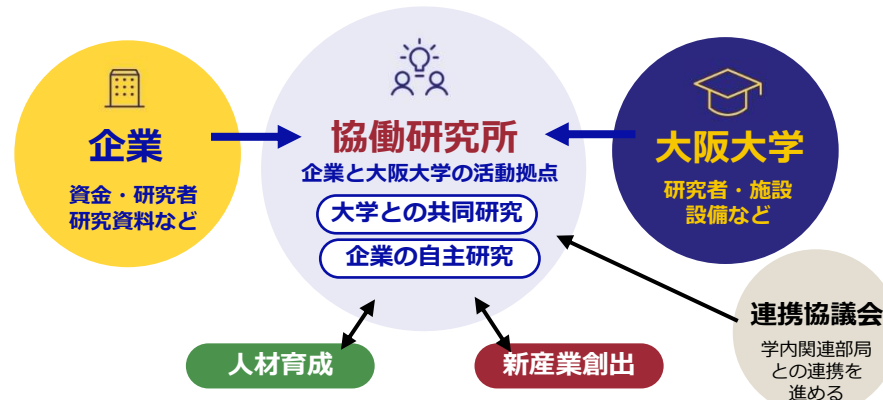 企業
資金・研究者
研究資料など
協働研究所
企業と大阪大学の活動拠点
大学との共同研究
企業の自主研究
大阪大学
研究者・施設
設備など
連携協議会
学内関連部局
との連携を
進める
人材育成
新産業創出